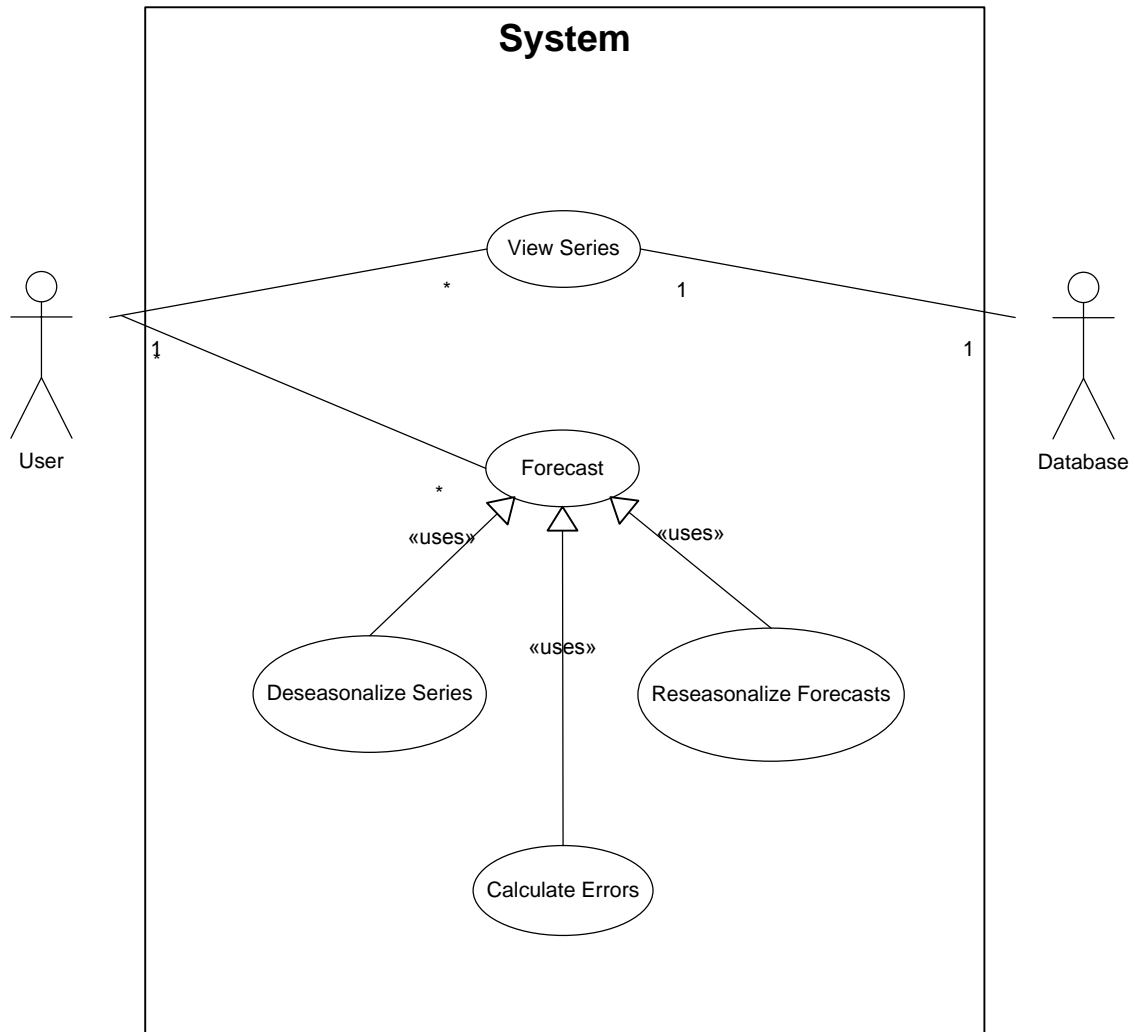 System
View Series
*
1
1
*
1
User
Database
Forecast
*
«uses»
«uses»
«uses»
Deseasonalize Series
Reseasonalize Forecasts
Calculate Errors